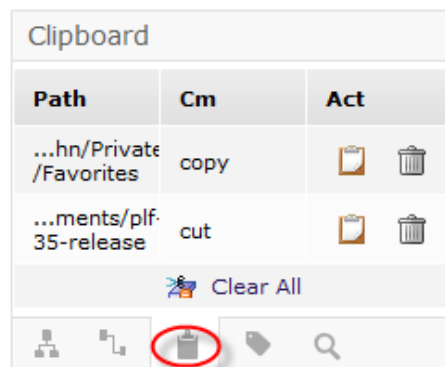 Clipboard
Path Cm Act
...hn/Private
/Favorites
copy
...ments/plf-
35-release
cut
Clear All